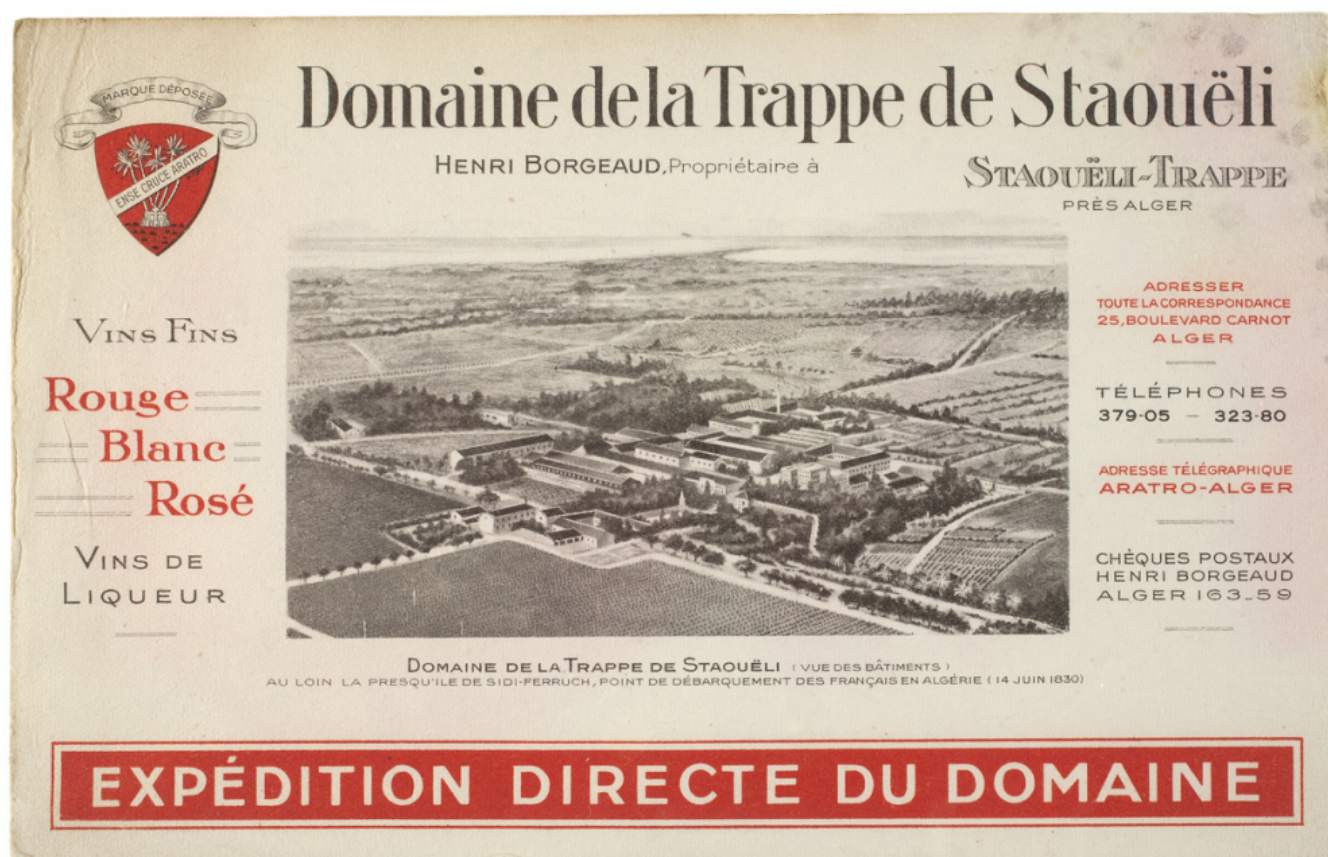 MARQUE DÉPOSÉE
ENSE CRUCE ARATRO
Domaine de la Trappe de Staouëli
HENRI BORGEAUD, Propriétaire à
STAOUËLI-TRAPPE
PRÈS ALGER
VINS FINS
Rouge
Blanc
Rosé
VINS DE
LIQUEUR
ADRESSER
TOUTE LA CORRESPONDANCE
25, BOULEVARD CARNOT
ALGER
TÉLÉPHONES
379-05 — 323-80
ADRESSE TÉLÉGRAPHIQUE
ARATRO-ALGER
CHÈQUES POSTAUX
HENRI BORGEAUD
ALGER 163_59
DOMAINE DE LA TRAPPE DE STAOUËLI (VUE DES BÂTIMENTS)
AU LOIN LA PRESQU'ILE DE SIDI-FERRUCH, POINT DE DÉBARQUEMENT DES FRANÇAIS EN ALGÉRIE (14 JUIN 1830)
EXPÉDITION DIRECTE DU DOMAINE